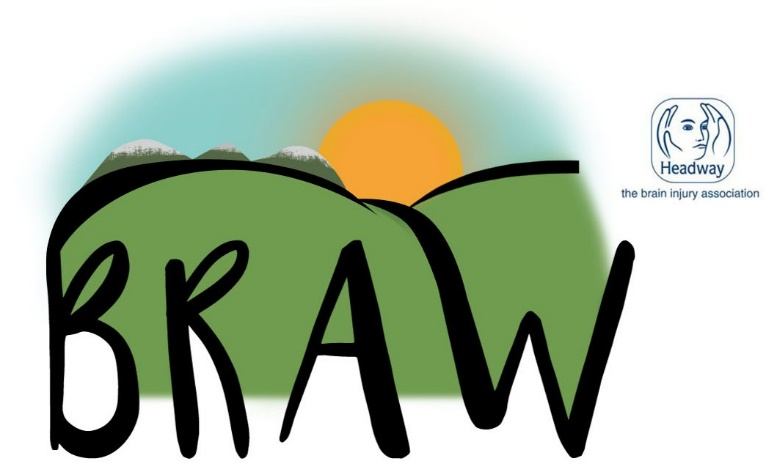 BRAW
Headway
the brain injury association